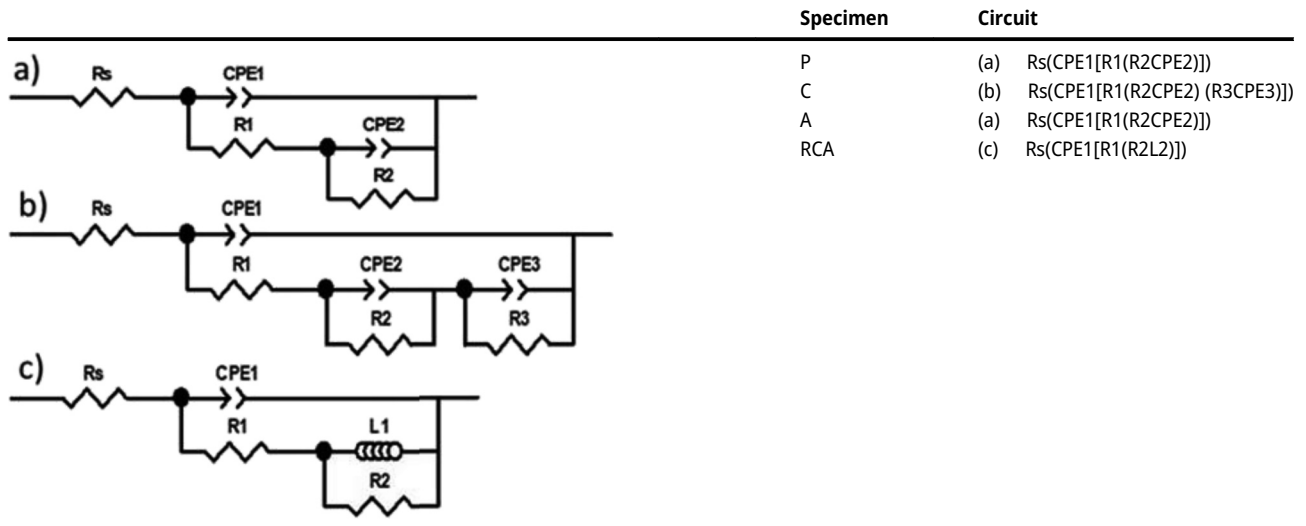 Specimen Circuit
P (a) Rs(CPE1[R1(R2CPE2)])
C (b) Rs(CPE1[R1(R2CPE2) (R3CPE3)])
A (a) Rs(CPE1[R1(R2CPE2)])
RCA (c) Rs(CPE1[R1(R2L2)])
a) Rs CPE1
R1 CPE2
R2
b) Rs CPE1
R1 CPE2 CPE3
R2 R3
c) Rs CPE1
R1 L1
R2